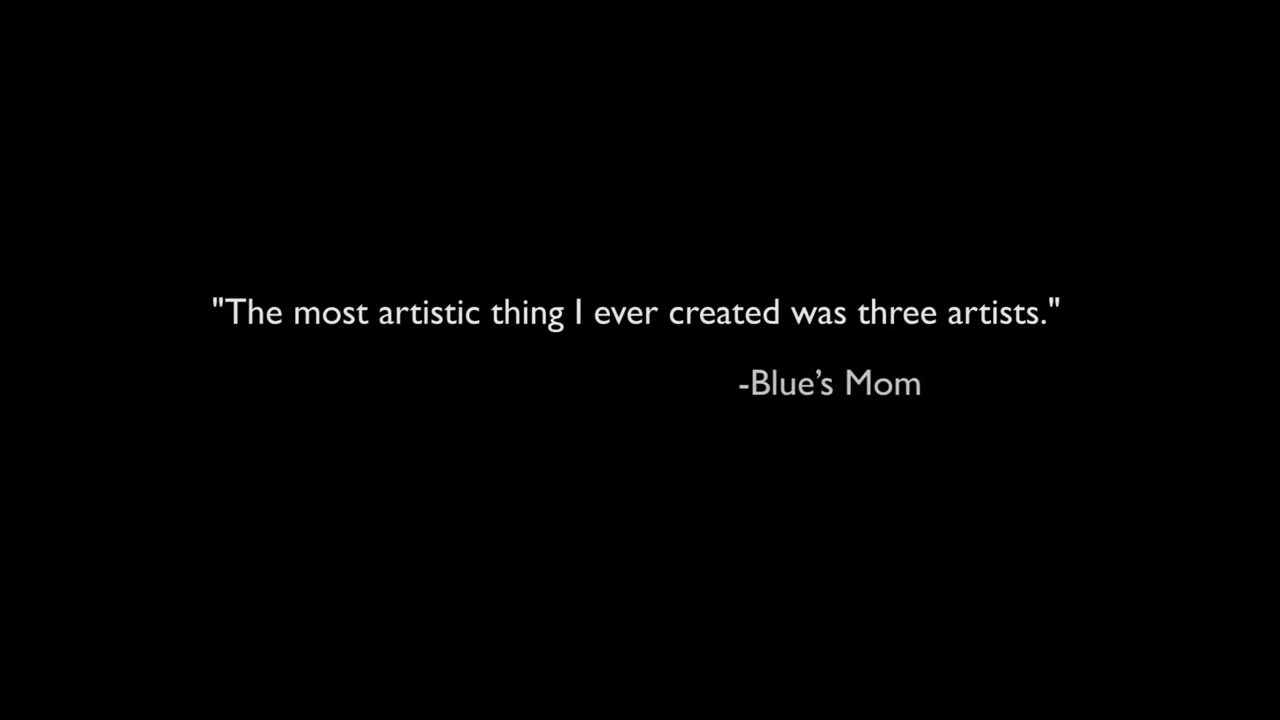 "The most artistic thing I ever created was three artists."
-Blue’s Mom